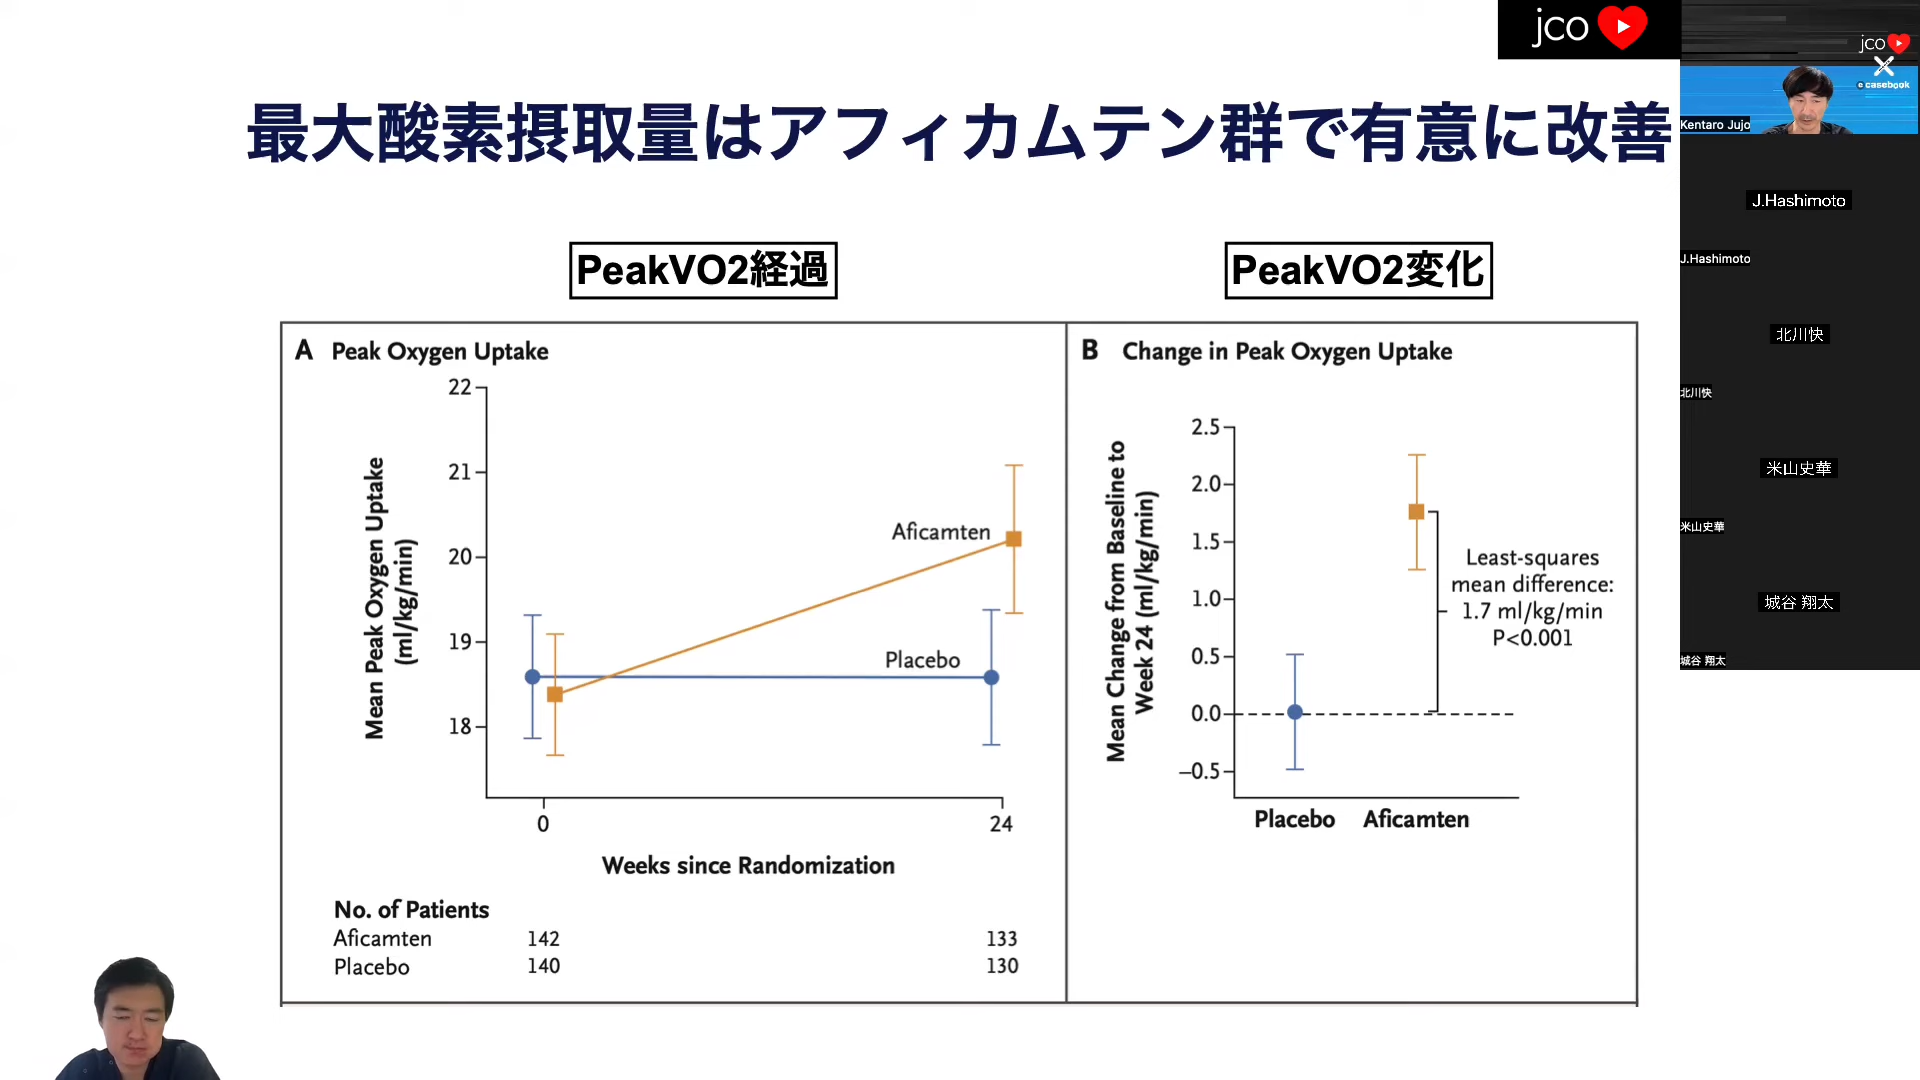 jco
最大酸素摂取量はアフィカムテン群で有意に改善
PeakVO2経過
PeakVO2変化
A Peak Oxygen Uptake
Mean Peak Oxygen Uptake
(ml/kg/min)
22
21
20
19
18
Aficamten
Placebo
0
24
Weeks since Randomization
No. of Patients
Aficamten 142 133
Placebo 140 130
B Change in Peak Oxygen Uptake
Mean Change from Baseline to
Week 24 (ml/kg/min)
2.5
2.0
1.5
1.0
0.5
0.0
–0.5
Least-squares
mean difference:
1.7 ml/kg/min
P<0.001
Placebo Aficamten
jco
e casebook
Kentaro Jujo
J.Hashimoto
J.Hashimoto
北川快
北川快
米山史華
米山史華
城谷 翔太
城谷 翔太